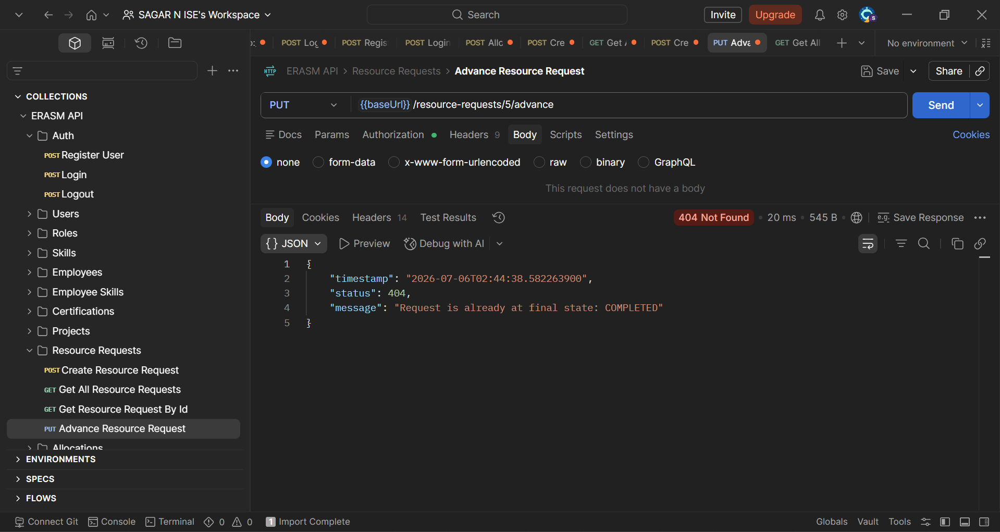 SAGAR N ISE's Workspace
Search
Invite
Upgrade
POST Log
POST Regis
POST Login
POST Allc
POST Cre
GET Get
POST Cre
PUT Adva
GET Get All
No environment
ERASM API > Resource Requests > Advance Resource Request
Save
Share
COLLECTIONS
ERASM API
Auth
POST Register User
POST Login
POST Logout
Users
Roles
Skills
Employees
Employee Skills
Certifications
Projects
Resource Requests
POST Create Resource Request
GET Get All Resource Requests
GET Get Resource Request By Id
PUT Advance Resource Request
Allocations
ENVIRONMENTS
SPECS
FLOWS
PUT
{{baseUrl}} /resource-requests/5/advance
Send
Docs Params Authorization Headers 9 Body Scripts Settings
Cookies
none form-data x-www-form-urlencoded raw binary GraphQL
This request does not have a body
Body Cookies Headers 14 Test Results
404 Not Found 20 ms 545 B
e.g. Save Response
{} JSON Preview Debug with AI
1 {
2 "timestamp": "2026-07-06T02:44:38.582263900",
3 "status": 404,
4 "message": "Request is already at final state: COMPLETED"
5 }
Connect Git Console Terminal 0 0 1 Import Complete
Globals Vault Tools